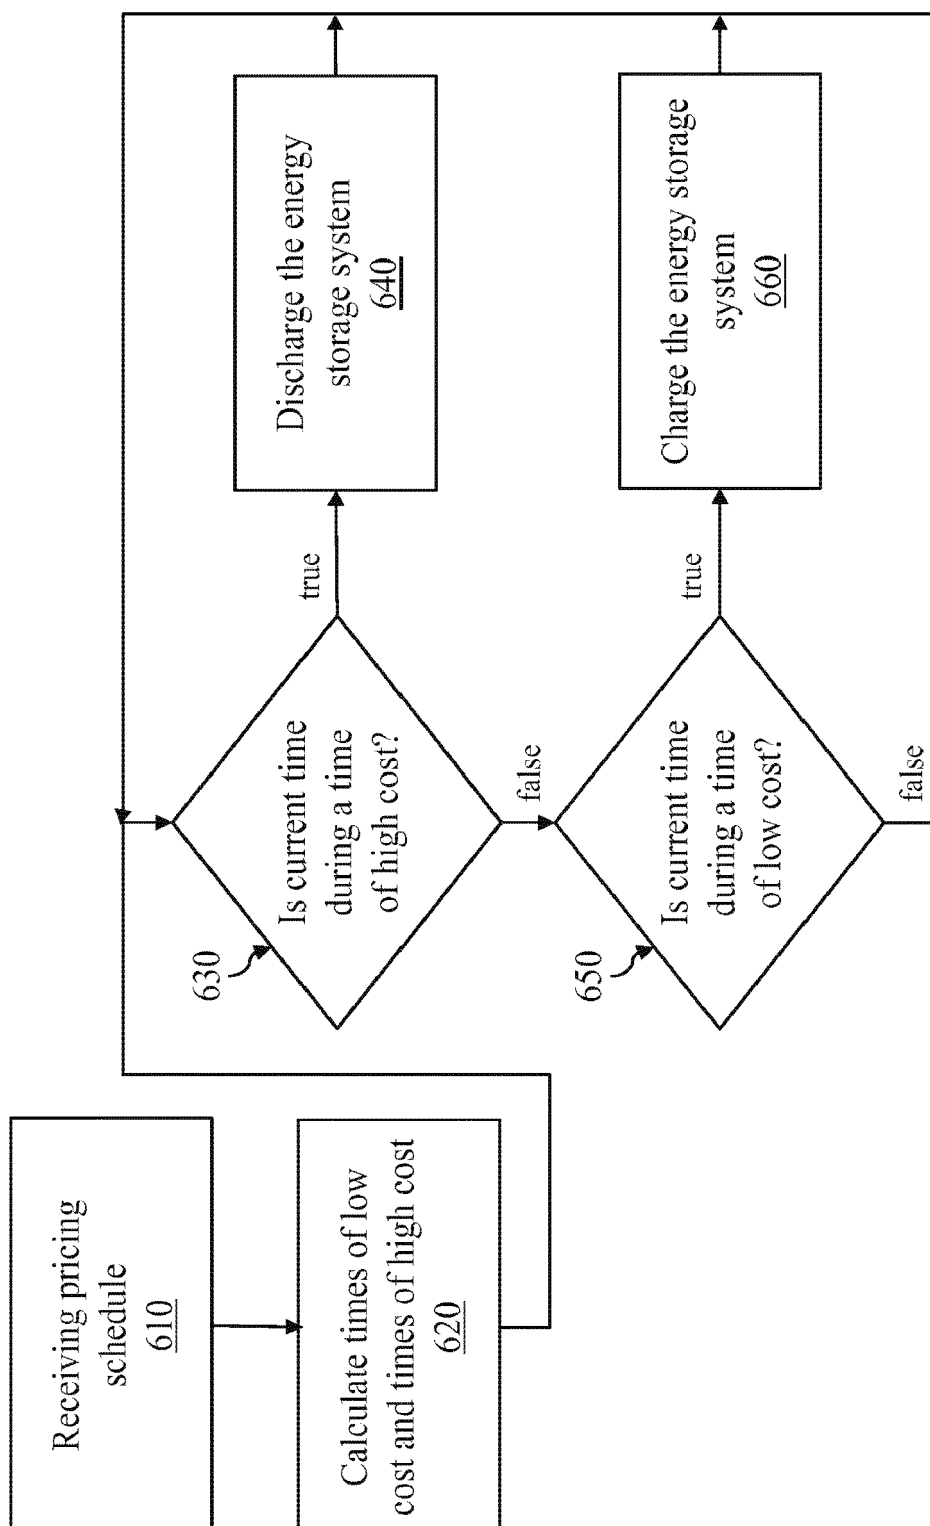 Receiving pricing
schedule
610
Calculate times of low
cost and times of high cost
620
630
Is current time
during a time
of high cost?
true
false
Discharge the energy
storage system
640
650
Is current time
during a time
of low cost?
true
false
Charge the energy storage
system
660